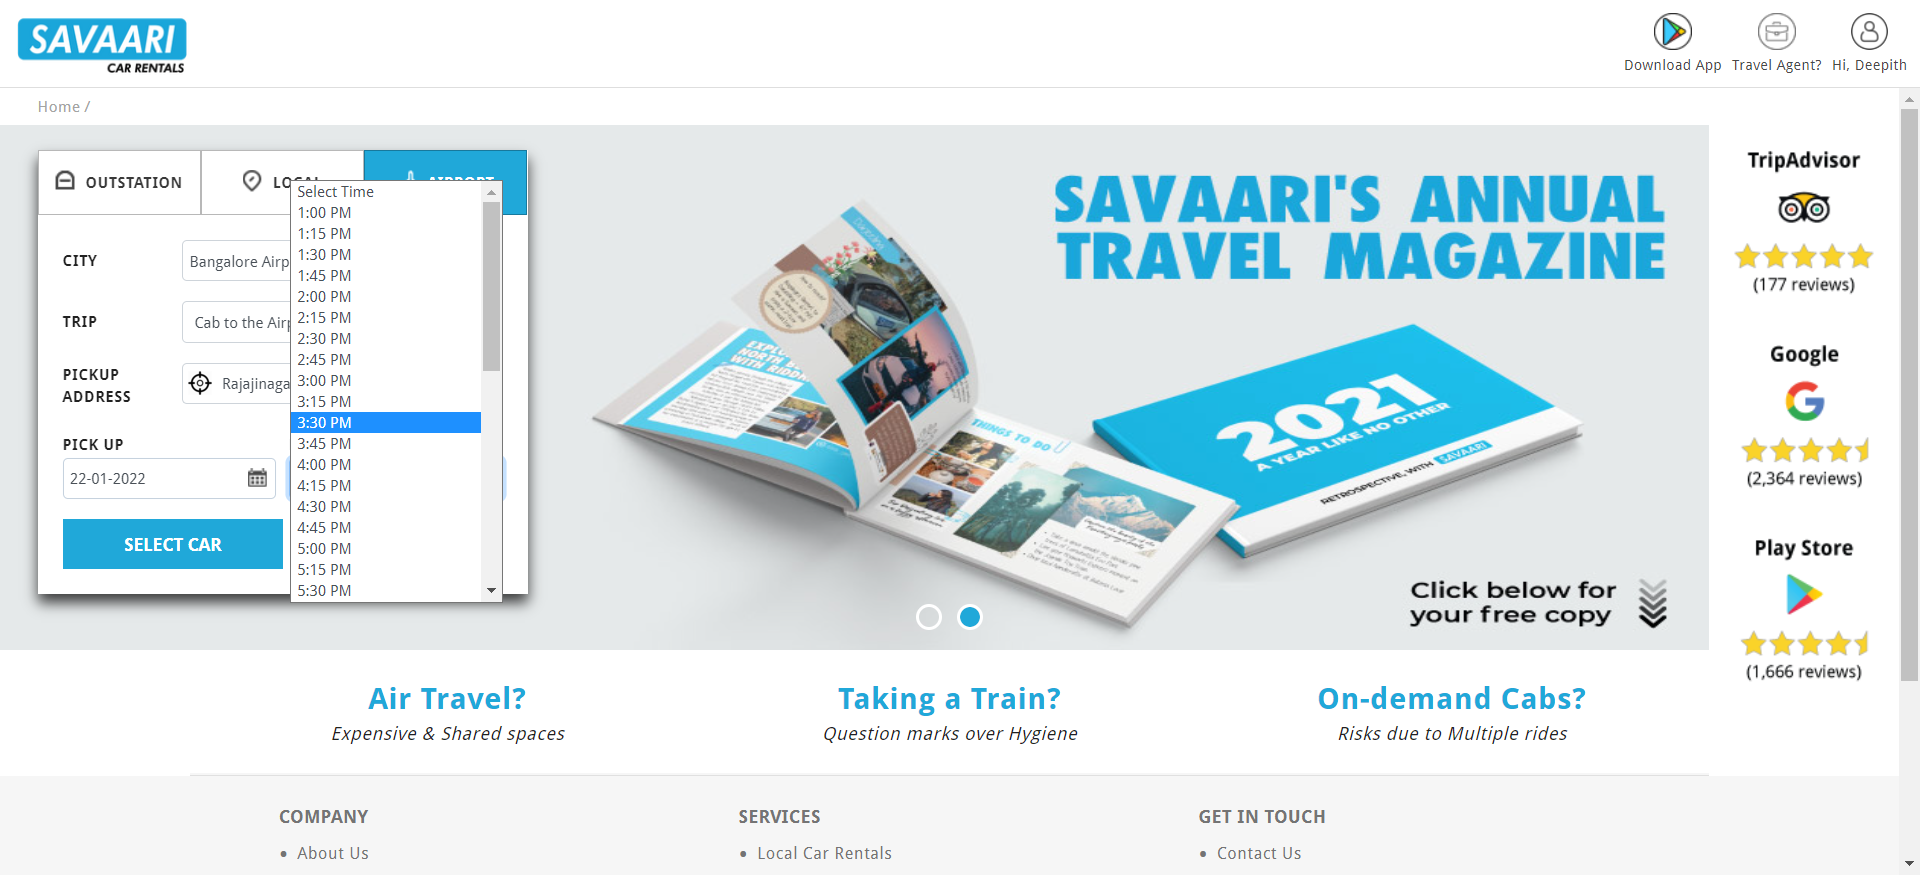 SAVAARI
CAR RENTALS
Download App
Travel Agent?
Hi, Deepith
Home /
OUTSTATION
LOCAL
AIRPORT
CITY
Bangalore Airp
TRIP
Cab to the Airp
PICKUP
ADDRESS
Rajajinaga
PICK UP
22-01-2022
SELECT CAR
Select Time
1:00 PM
1:15 PM
1:30 PM
1:45 PM
2:00 PM
2:15 PM
2:30 PM
2:45 PM
3:00 PM
3:15 PM
3:30 PM
3:45 PM
4:00 PM
4:15 PM
4:30 PM
4:45 PM
5:00 PM
5:15 PM
5:30 PM
SAVAARI'S ANNUAL
TRAVEL MAGAZINE
THINGS TO DO
2021
A YEAR LIKE NO OTHER
RETROSPECTIVE, WITH SAVAARI
Click below for
your free copy
TripAdvisor
(177 reviews)
Google
(2,364 reviews)
Play Store
(1,666 reviews)
Air Travel?
Expensive & Shared spaces
Taking a Train?
Question marks over Hygiene
On-demand Cabs?
Risks due to Multiple rides
COMPANY
• About Us
SERVICES
• Local Car Rentals
GET IN TOUCH
• Contact Us